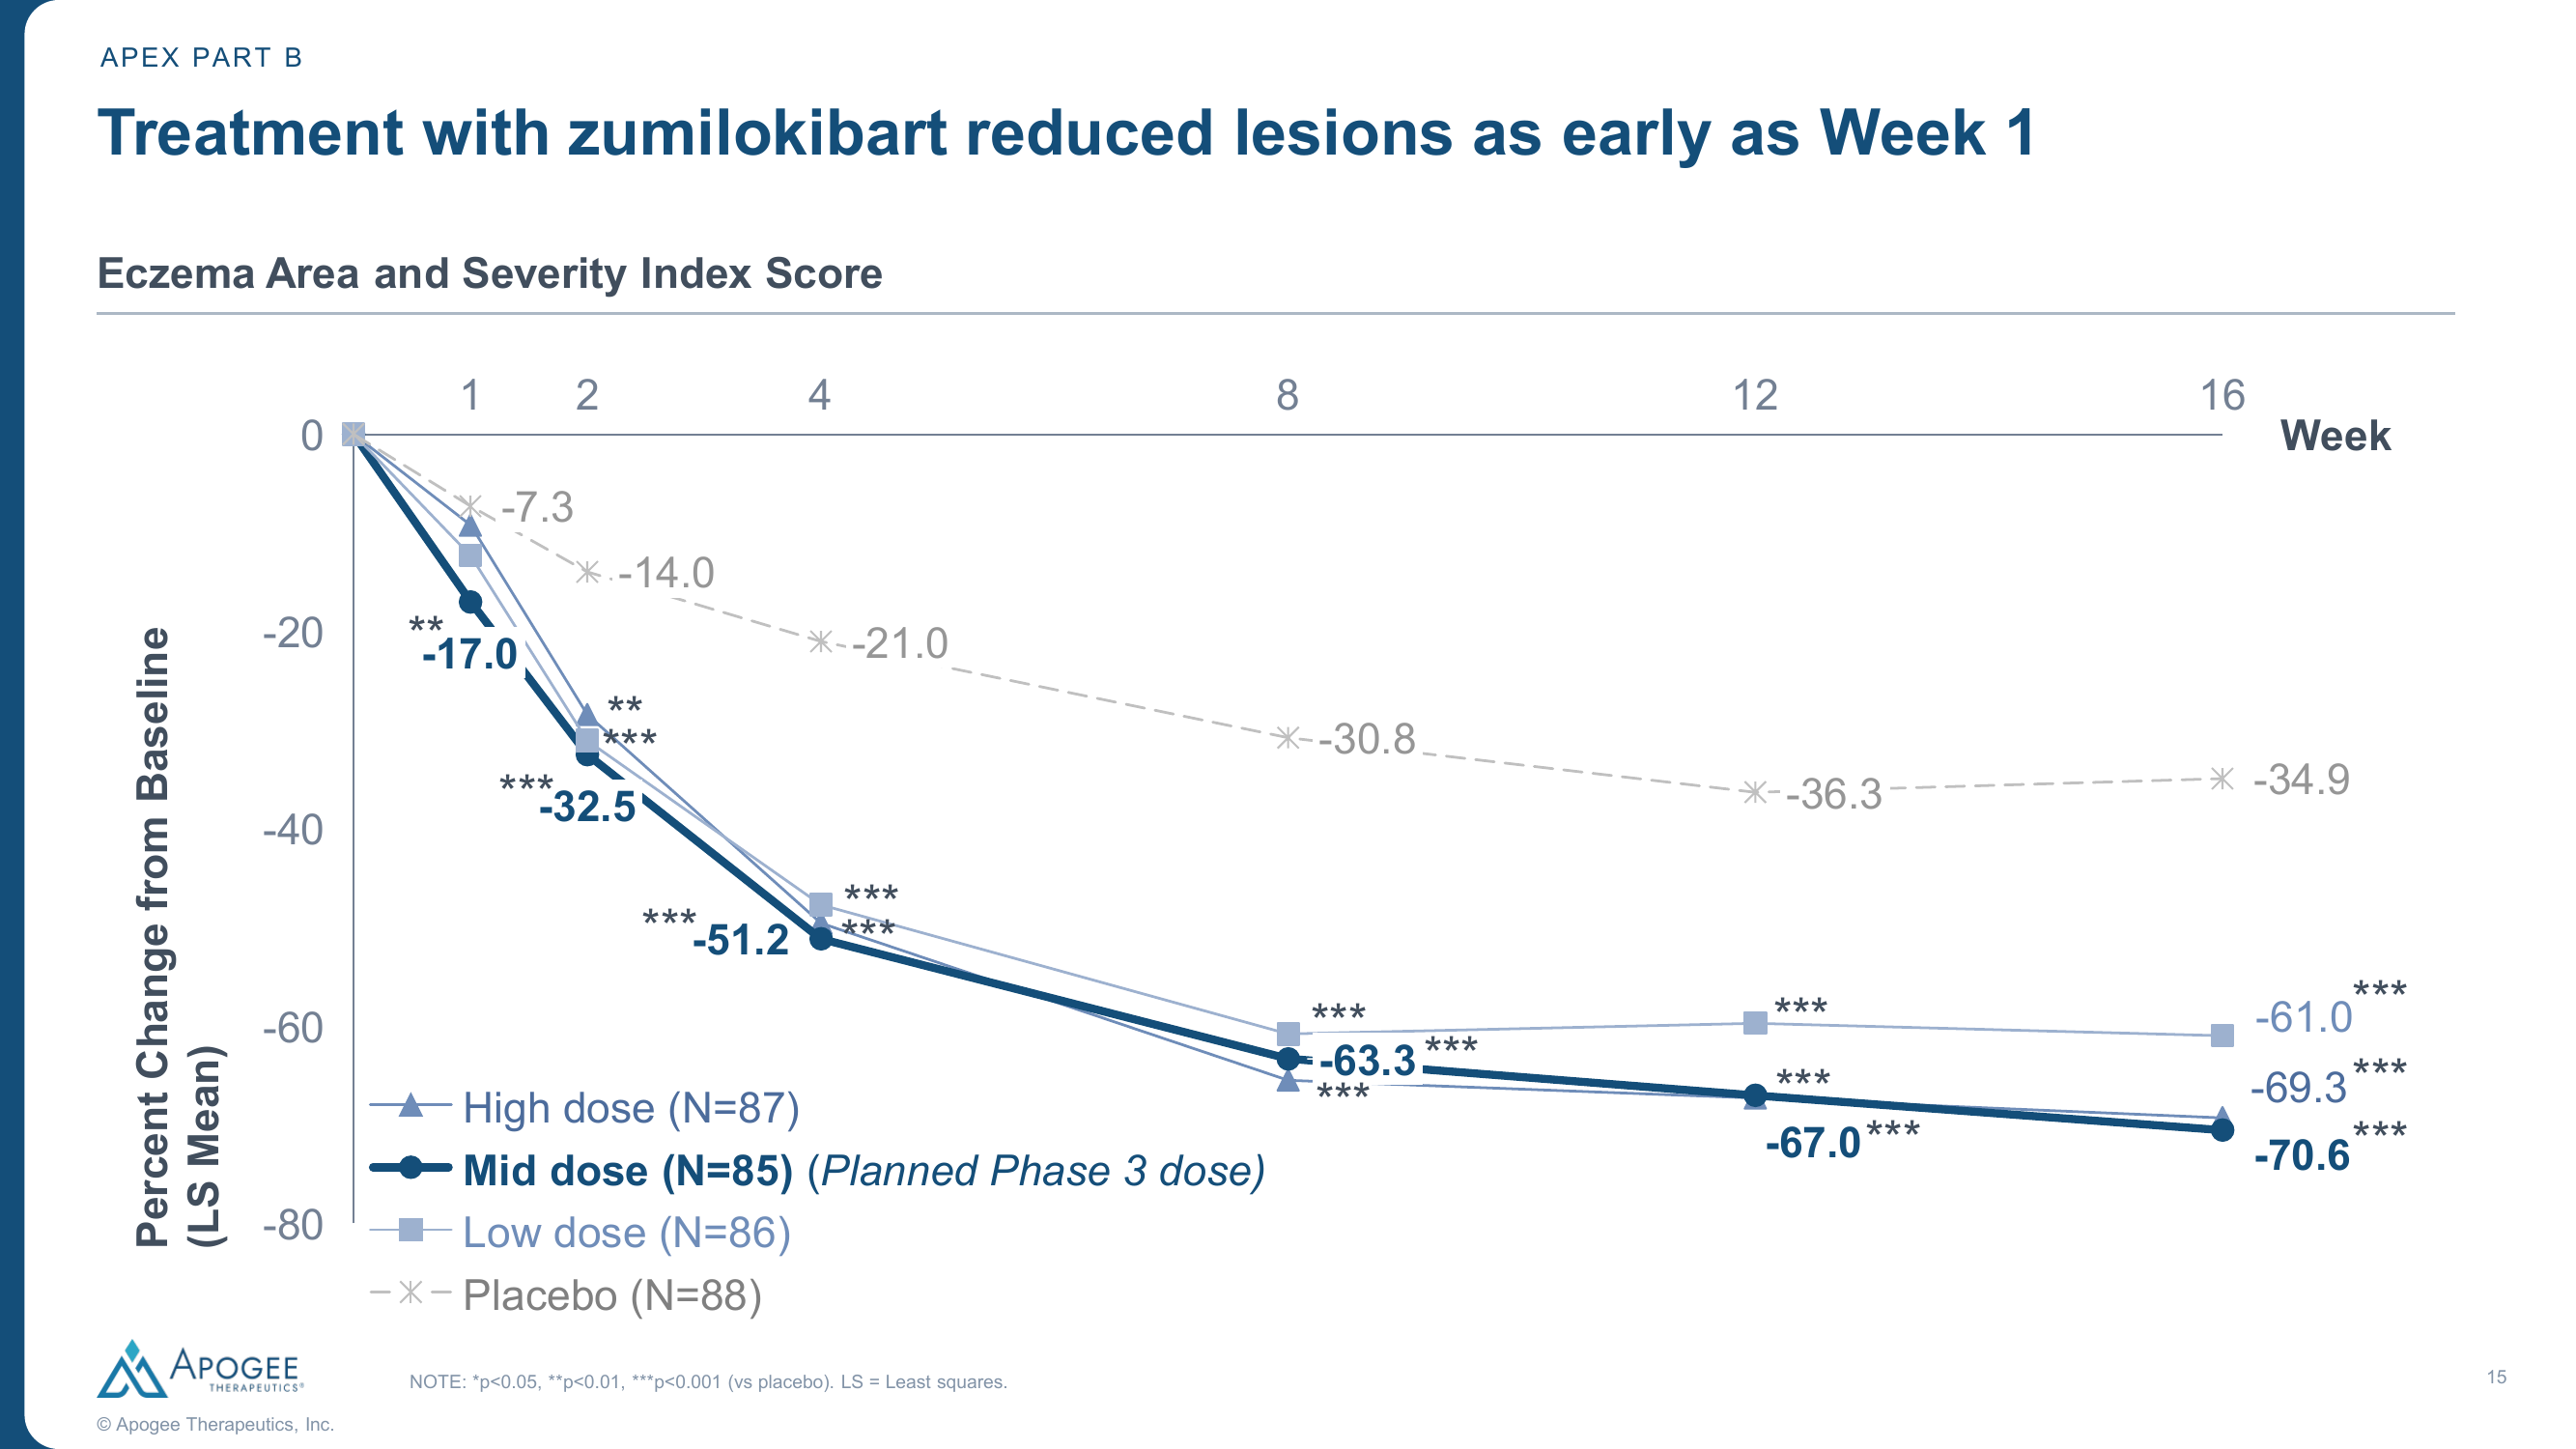 APEX PART B
Treatment with zumilokibart reduced lesions as early as Week 1
Eczema Area and Severity Index Score
1 2 4 8 12 16
0
Week
-7.3
-14.0
-20
**
-17.0
-21.0
**
***
-30.8
***
-32.5
-36.3
-34.9
-40
***
***
-51.2
***
***
-61.0
***
***
-60
***
-63.3
***
***
-69.3
***
***
-67.0
***
-70.6
***
-80
Percent Change from Baseline
(LS Mean)
High dose (N=87)
Mid dose (N=85) (Planned Phase 3 dose)
Low dose (N=86)
Placebo (N=88)
APOGEE
THERAPEUTICS®
NOTE: *p<0.05, **p<0.01, ***p<0.001 (vs placebo). LS = Least squares.
15
© Apogee Therapeutics, Inc.